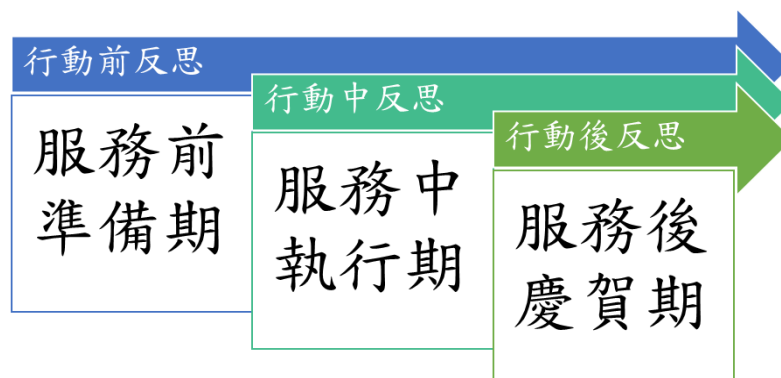 行動前反思
服務前
準備期
行動中反思
服務中
執行期
行動後反思
服務後
慶賀期